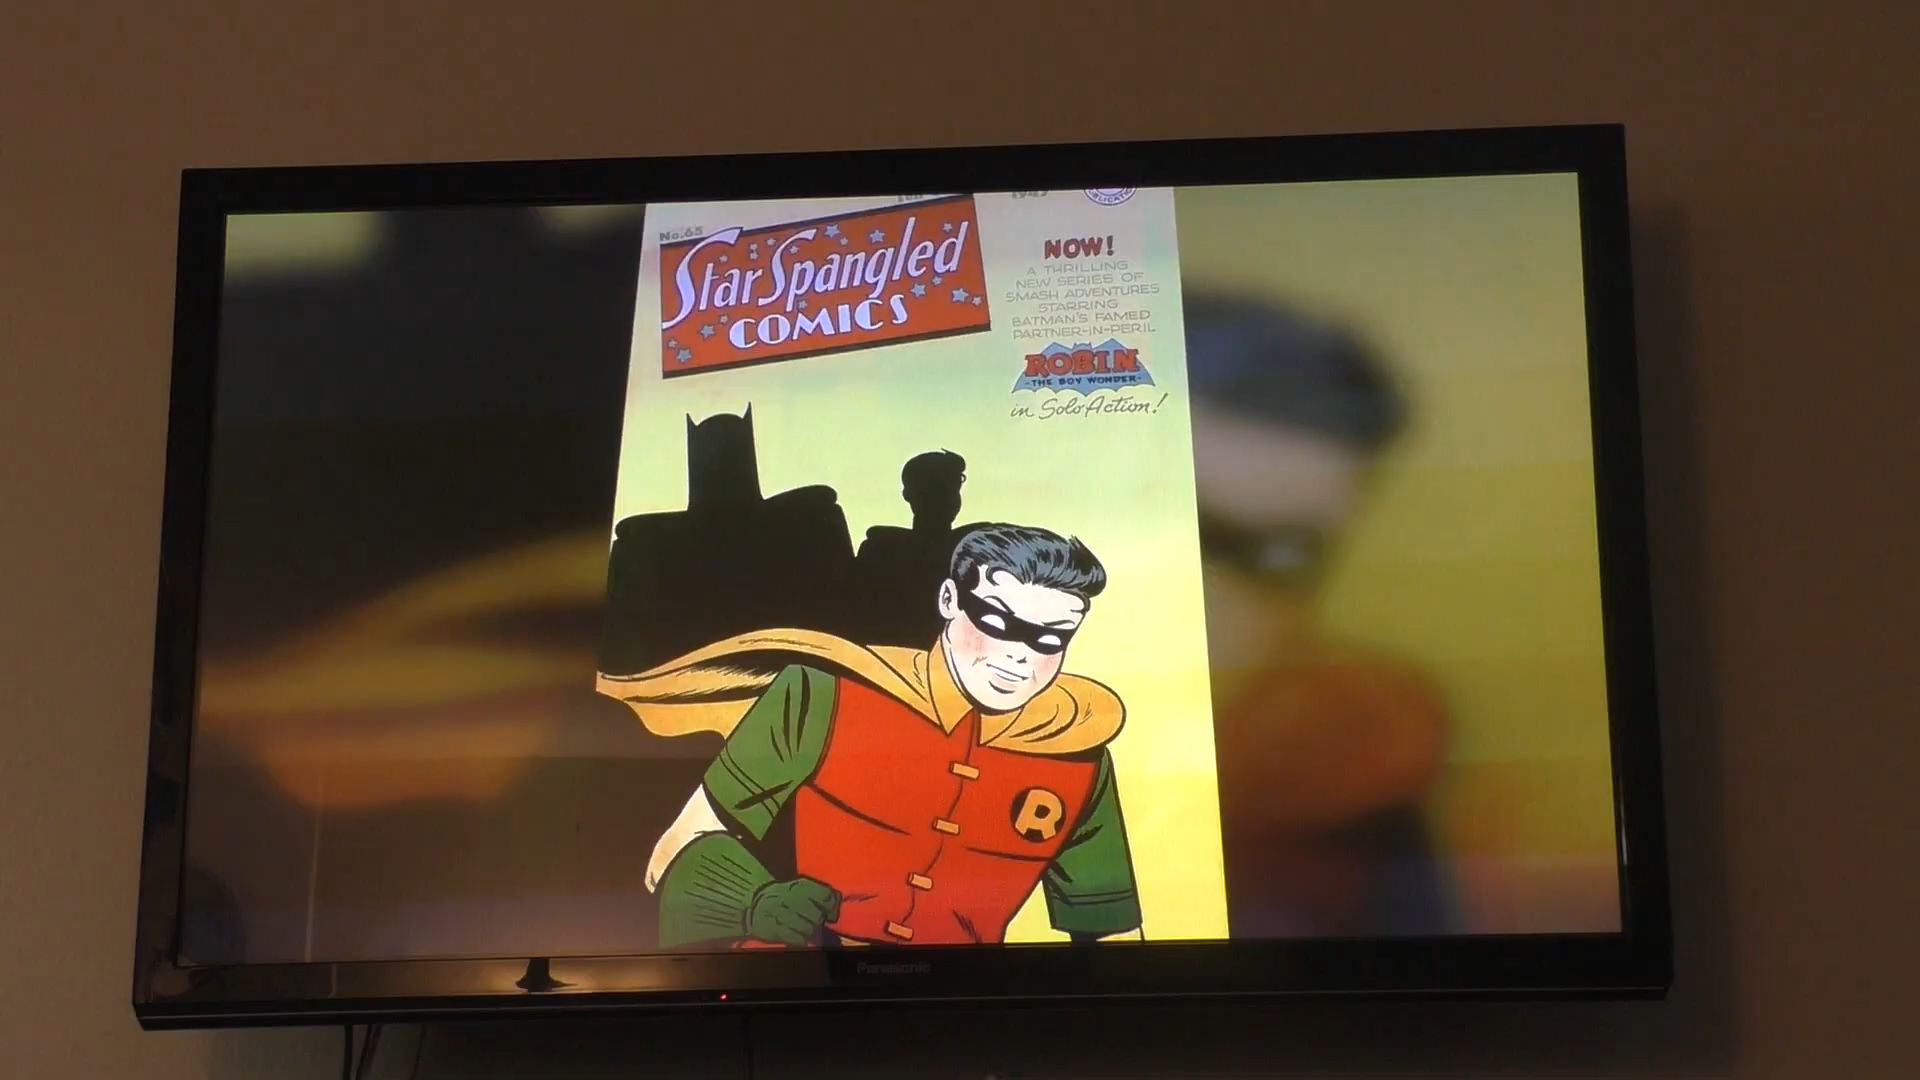 No.65
Star Spangled
COMICS
NOW!
A THRILLING
NEW SERIES OF
SMASH ADVENTURES
STARRING
BATMAN'S FAMED
PARTNER-IN-PERIL
ROBIN
-THE BOY WONDER-
in Solo Action!
R
Panasonic